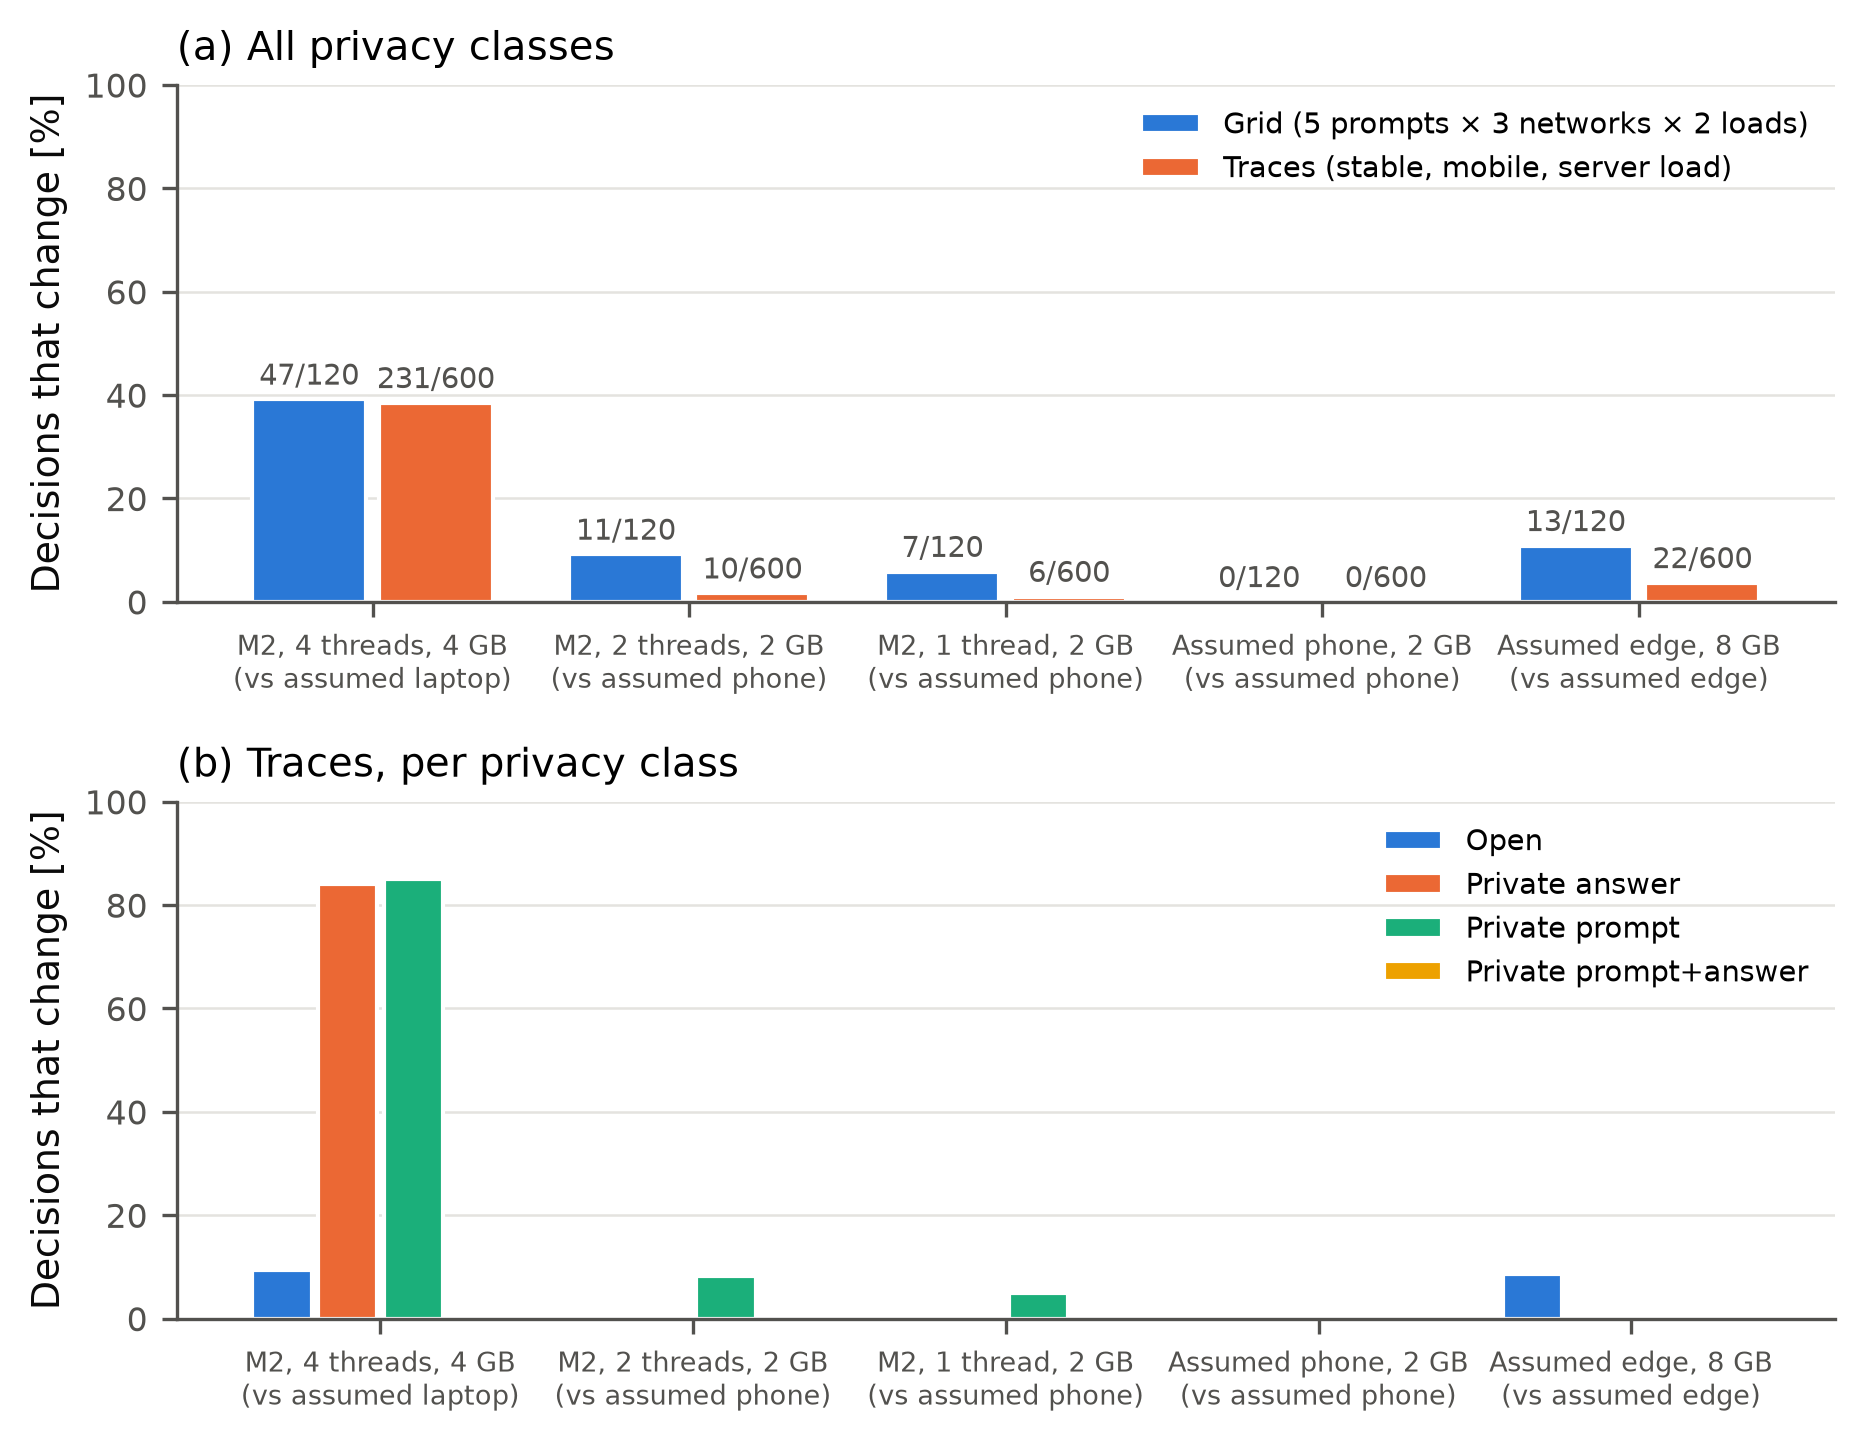 (a) All privacy classes
Decisions that change [%]
100
80
60
40
20
0
Grid (5 prompts × 3 networks × 2 loads)
Traces (stable, mobile, server load)
47/120 231/600
11/120 10/600
7/120 6/600
0/120 0/600
13/120 22/600
M2, 4 threads, 4 GB
(vs assumed laptop)
M2, 2 threads, 2 GB
(vs assumed phone)
M2, 1 thread, 2 GB
(vs assumed phone)
Assumed phone, 2 GB
(vs assumed phone)
Assumed edge, 8 GB
(vs assumed edge)
(b) Traces, per privacy class
Decisions that change [%]
100
80
60
40
20
0
Open
Private answer
Private prompt
Private prompt+answer
M2, 4 threads, 4 GB
(vs assumed laptop)
M2, 2 threads, 2 GB
(vs assumed phone)
M2, 1 thread, 2 GB
(vs assumed phone)
Assumed phone, 2 GB
(vs assumed phone)
Assumed edge, 8 GB
(vs assumed edge)